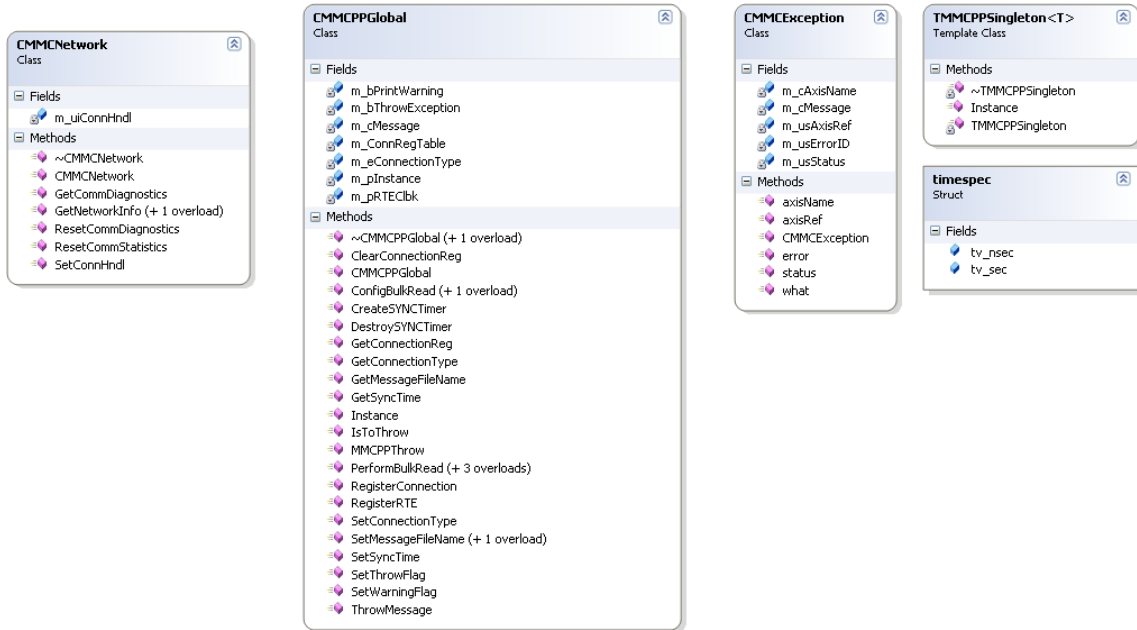 CMMCNetwork
Class
Fields
m_uiConnHndl
Methods
~CMMCNetwork
CMMCNetwork
GetCommDiagnostics
GetNetworkInfo (+ 1 overload)
ResetCommDiagnostics
ResetCommStatistics
SetConnHndl
CMMCPPGlobal
Class
Fields
m_bPrintWarning
m_bThrowException
m_cMessage
m_ConnRegTable
m_eConnectionType
m_pInstance
m_pRTEClbk
Methods
~CMMCPPGlobal (+ 1 overload)
ClearConnectionReg
CMMCPPGlobal
ConfigBulkRead (+ 1 overload)
CreateSYNCTimer
DestroySYNCTimer
GetConnectionReg
GetConnectionType
GetMessageFileName
GetSyncTime
Instance
IsToThrow
MMCPPThrow
PerformBulkRead (+ 3 overloads)
RegisterConnection
RegisterRTE
SetConnectionType
SetMessageFileName (+ 1 overload)
SetSyncTime
SetThrowFlag
SetWarningFlag
ThrowMessage
CMMCException
Class
Fields
m_cAxisName
m_cMessage
m_usAxisRef
m_usErrorID
m_usStatus
Methods
axisName
axisRef
CMMCException
error
status
what
TMMCPPSingleton<T>
Template Class
Methods
~TMMCPPSingleton
Instance
TMMCPPSingleton
timespec
Struct
Fields
tv_nsec
tv_sec